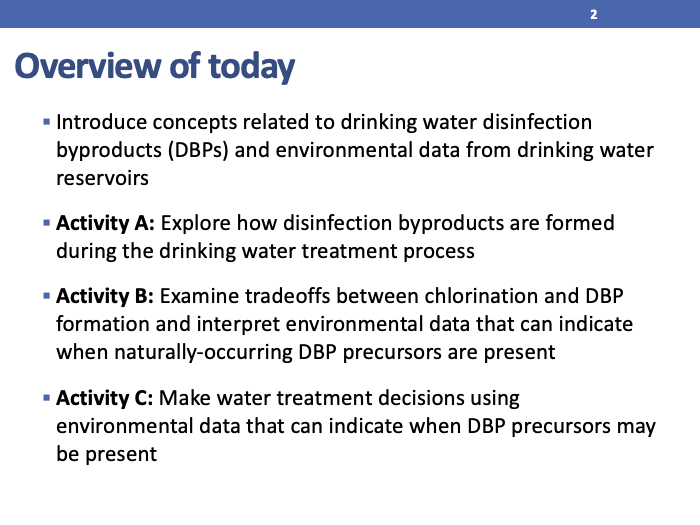 2
Overview of today
▪ Introduce concepts related to drinking water disinfection
byproducts (DBPs) and environmental data from drinking water
reservoirs
▪ Activity A: Explore how disinfection byproducts are formed
during the drinking water treatment process
▪ Activity B: Examine tradeoffs between chlorination and DBP
formation and interpret environmental data that can indicate
when naturally-occurring DBP precursors are present
▪ Activity C: Make water treatment decisions using
environmental data that can indicate when DBP precursors may
be present